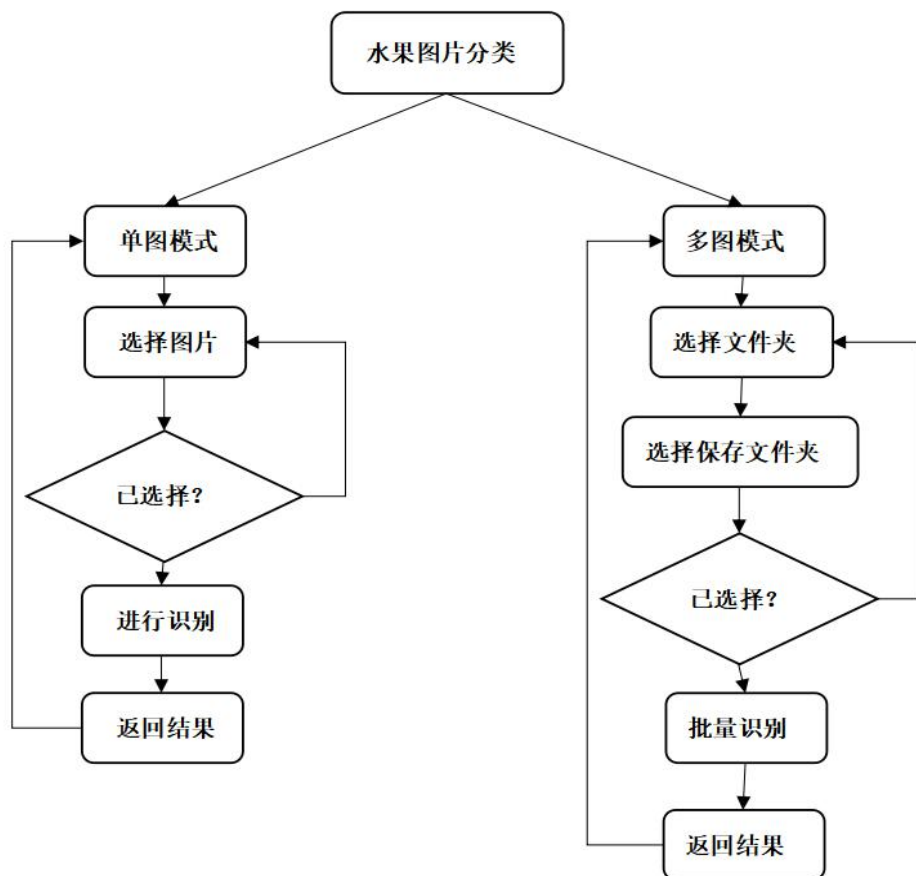 水果图片分类
单图模式
选择图片
已选择？
进行识别
返回结果
多图模式
选择文件夹
选择保存文件夹
已选择？
批量识别
返回结果